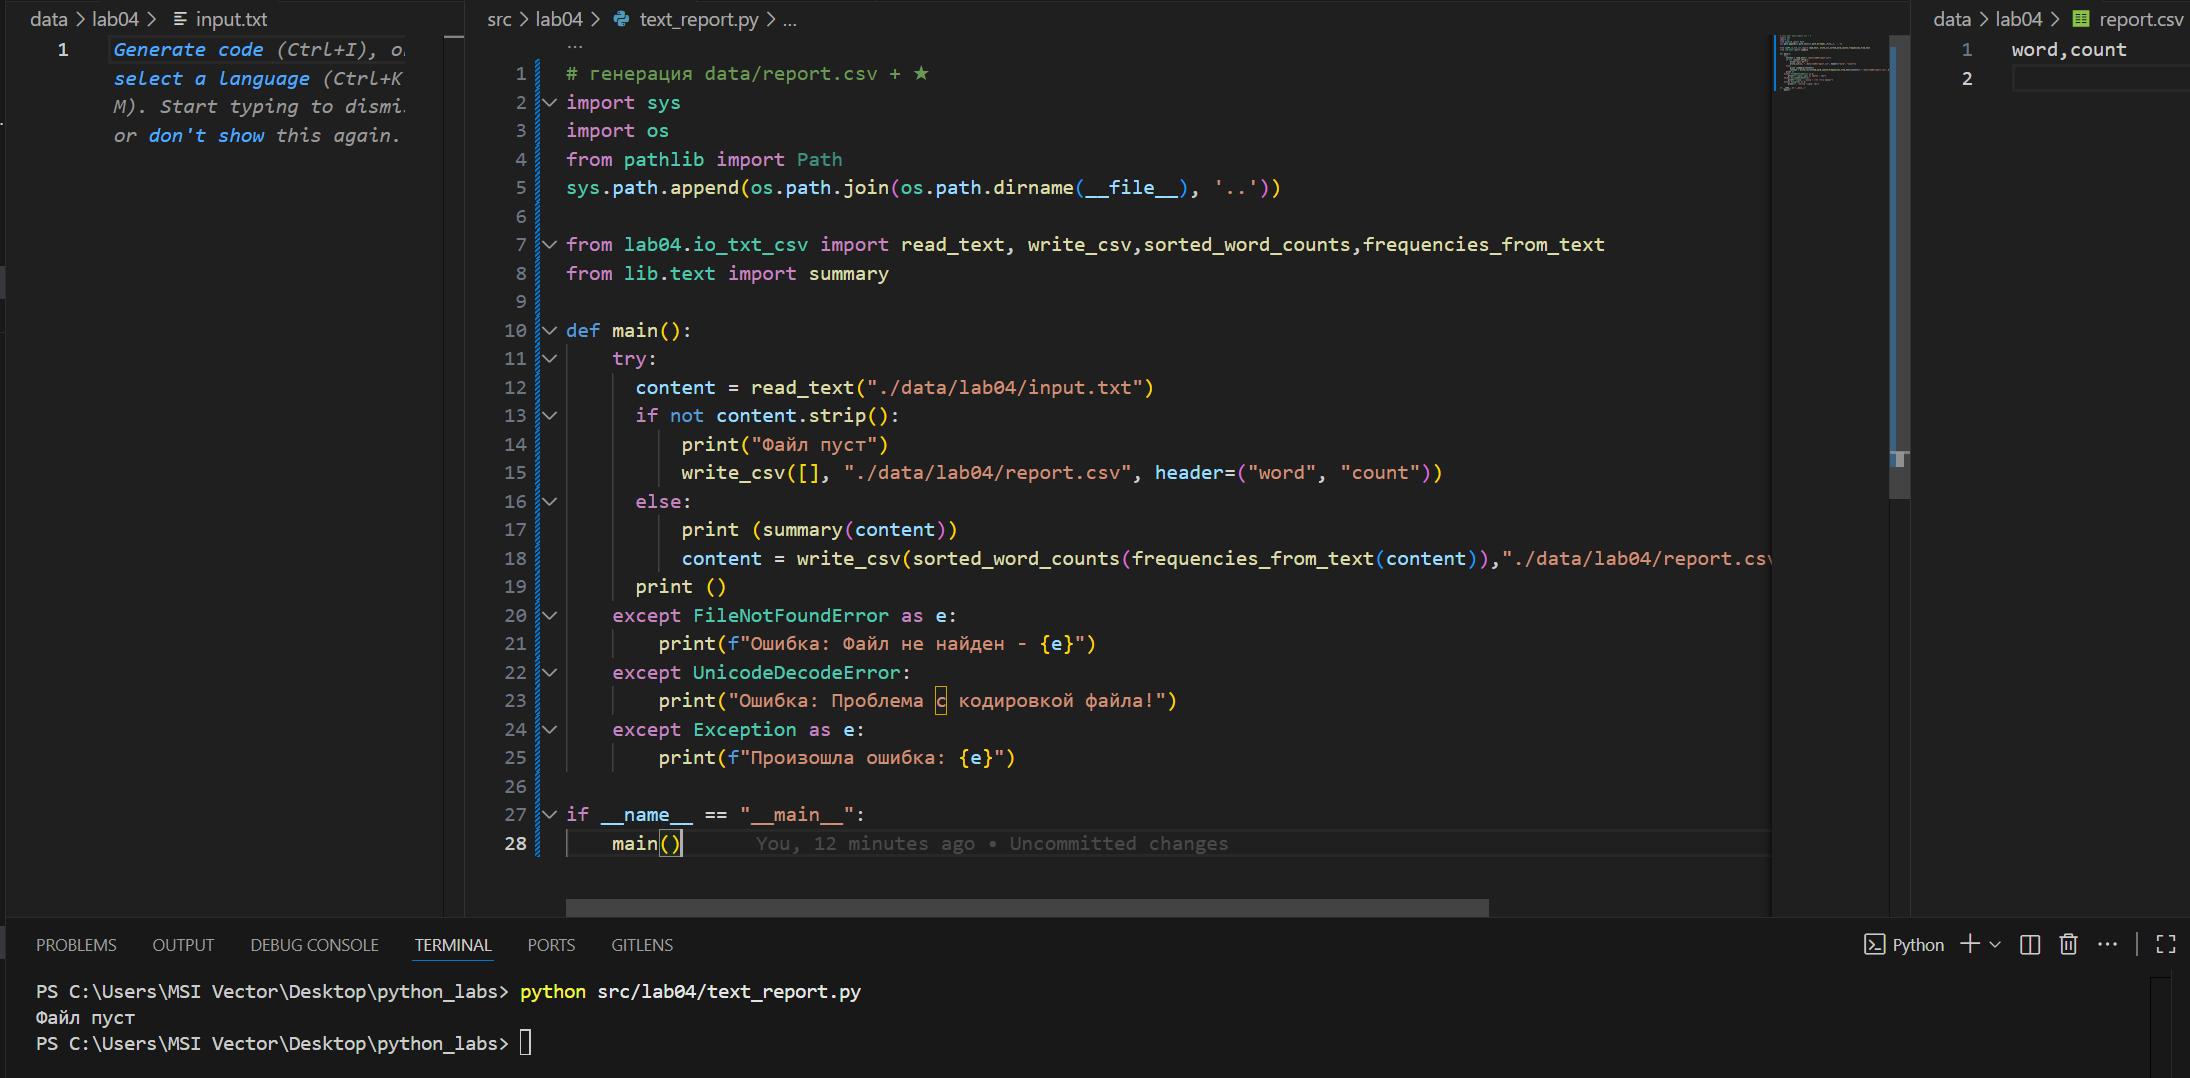 data > lab04 > input.txt
1
Generate code (Ctrl+I), o
select a language (Ctrl+K
M). Start typing to dismi
or don't show this again.
src > lab04 > text_report.py > ...
...
1 # генерация data/report.csv + ★
2 import sys
3 import os
4 from pathlib import Path
5 sys.path.append(os.path.join(os.path.dirname(__file__), '..'))
6
7 from lab04.io_txt_csv import read_text, write_csv,sorted_word_counts,frequencies_from_text
8 from lib.text import summary
9
10 def main():
11 try:
12 content = read_text("./data/lab04/input.txt")
13 if not content.strip():
14 print("Файл пуст")
15 write_csv([], "./data/lab04/report.csv", header=("word", "count"))
16 else:
17 print (summary(content))
18 content = write_csv(sorted_word_counts(frequencies_from_text(content)),"./data/lab04/report.csv
19 print ()
20 except FileNotFoundError as e:
21 print(f"Ошибка: Файл не найден - {e}")
22 except UnicodeDecodeError:
23 print("Ошибка: Проблема с кодировкой файла!")
24 except Exception as e:
25 print(f"Произошла ошибка: {e}")
26
27 if __name__ == "__main__":
28 main() You, 12 minutes ago • Uncommitted changes
data > lab04 > report.csv
1 word,count
2
PROBLEMS OUTPUT DEBUG CONSOLE TERMINAL PORTS GITLENS
Python
PS C:\Users\MSI Vector\Desktop\python_labs> python src/lab04/text_report.py
Файл пуст
PS C:\Users\MSI Vector\Desktop\python_labs>